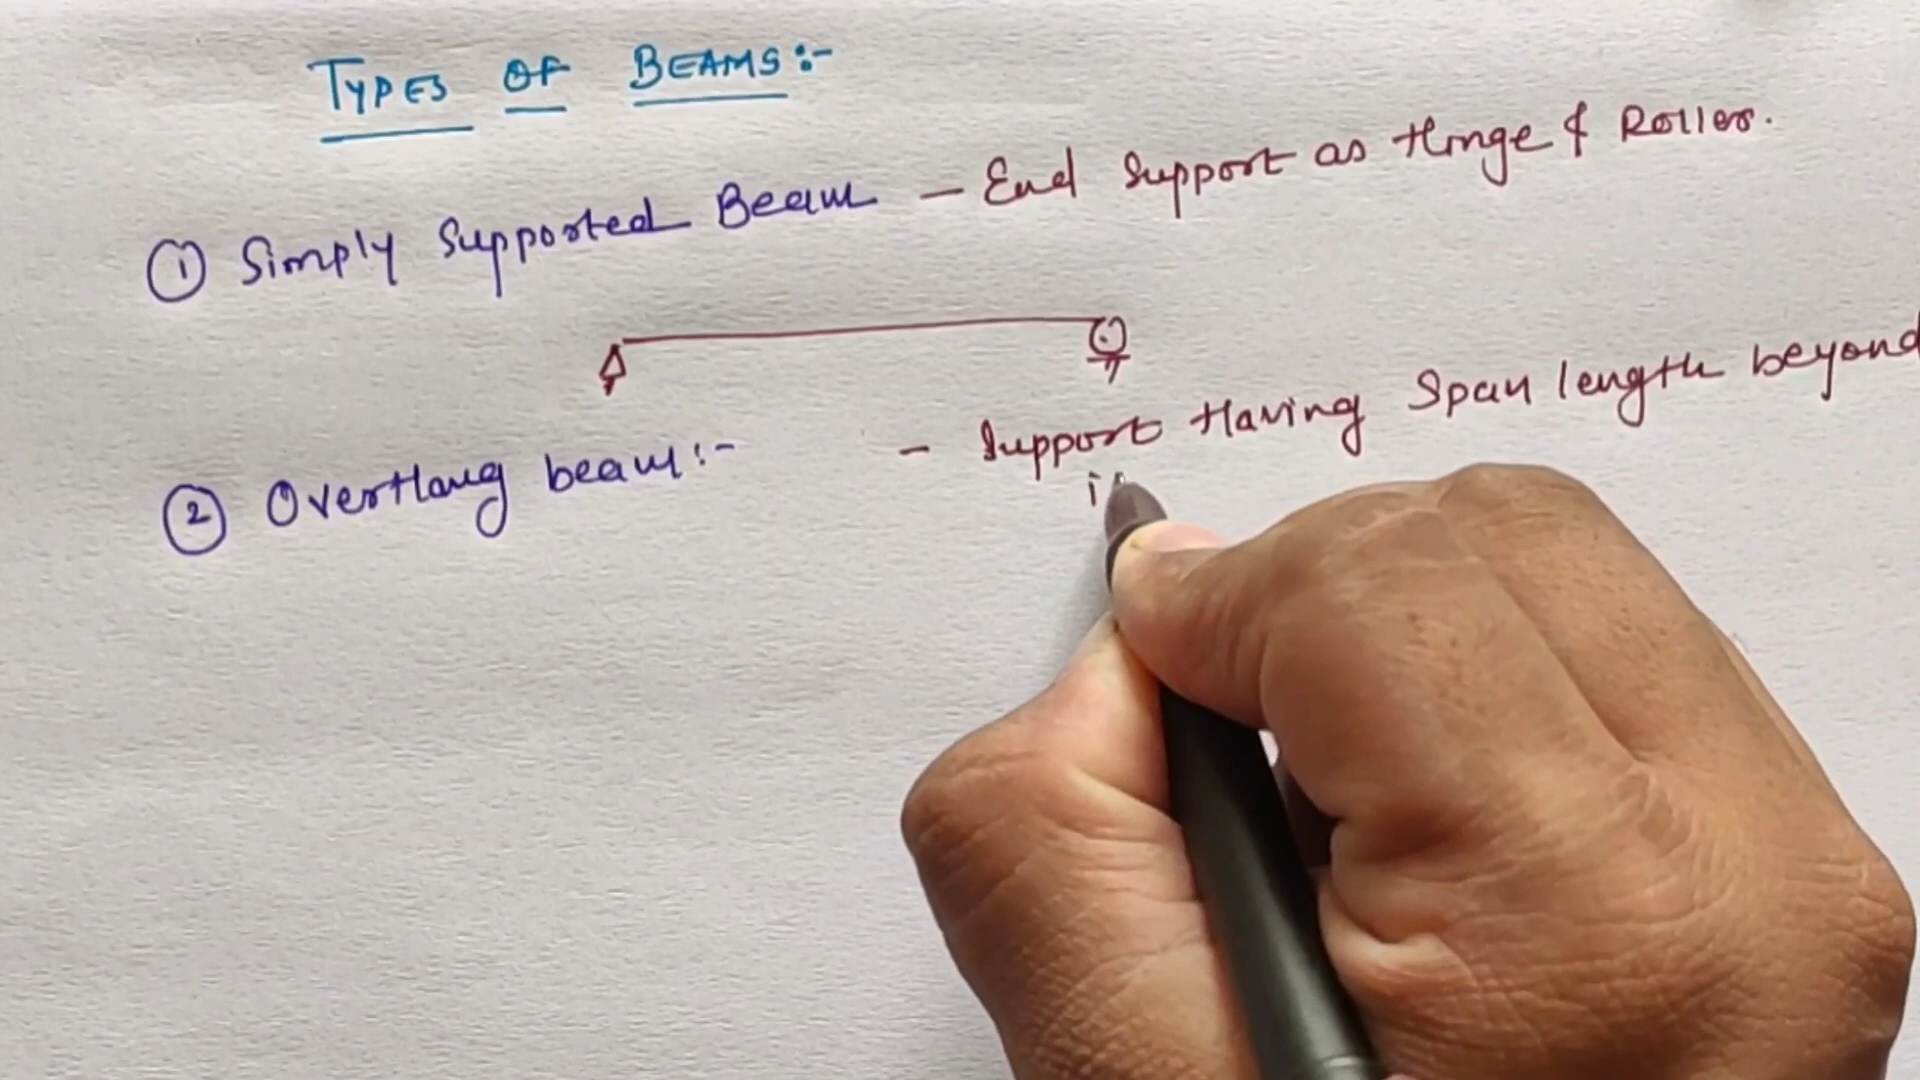 TYPES OF BEAMS:-
① Simply Supported Beam - End Support as Hinge & Roller.
② OverHang beam:- - Support Having Span length beyond
i